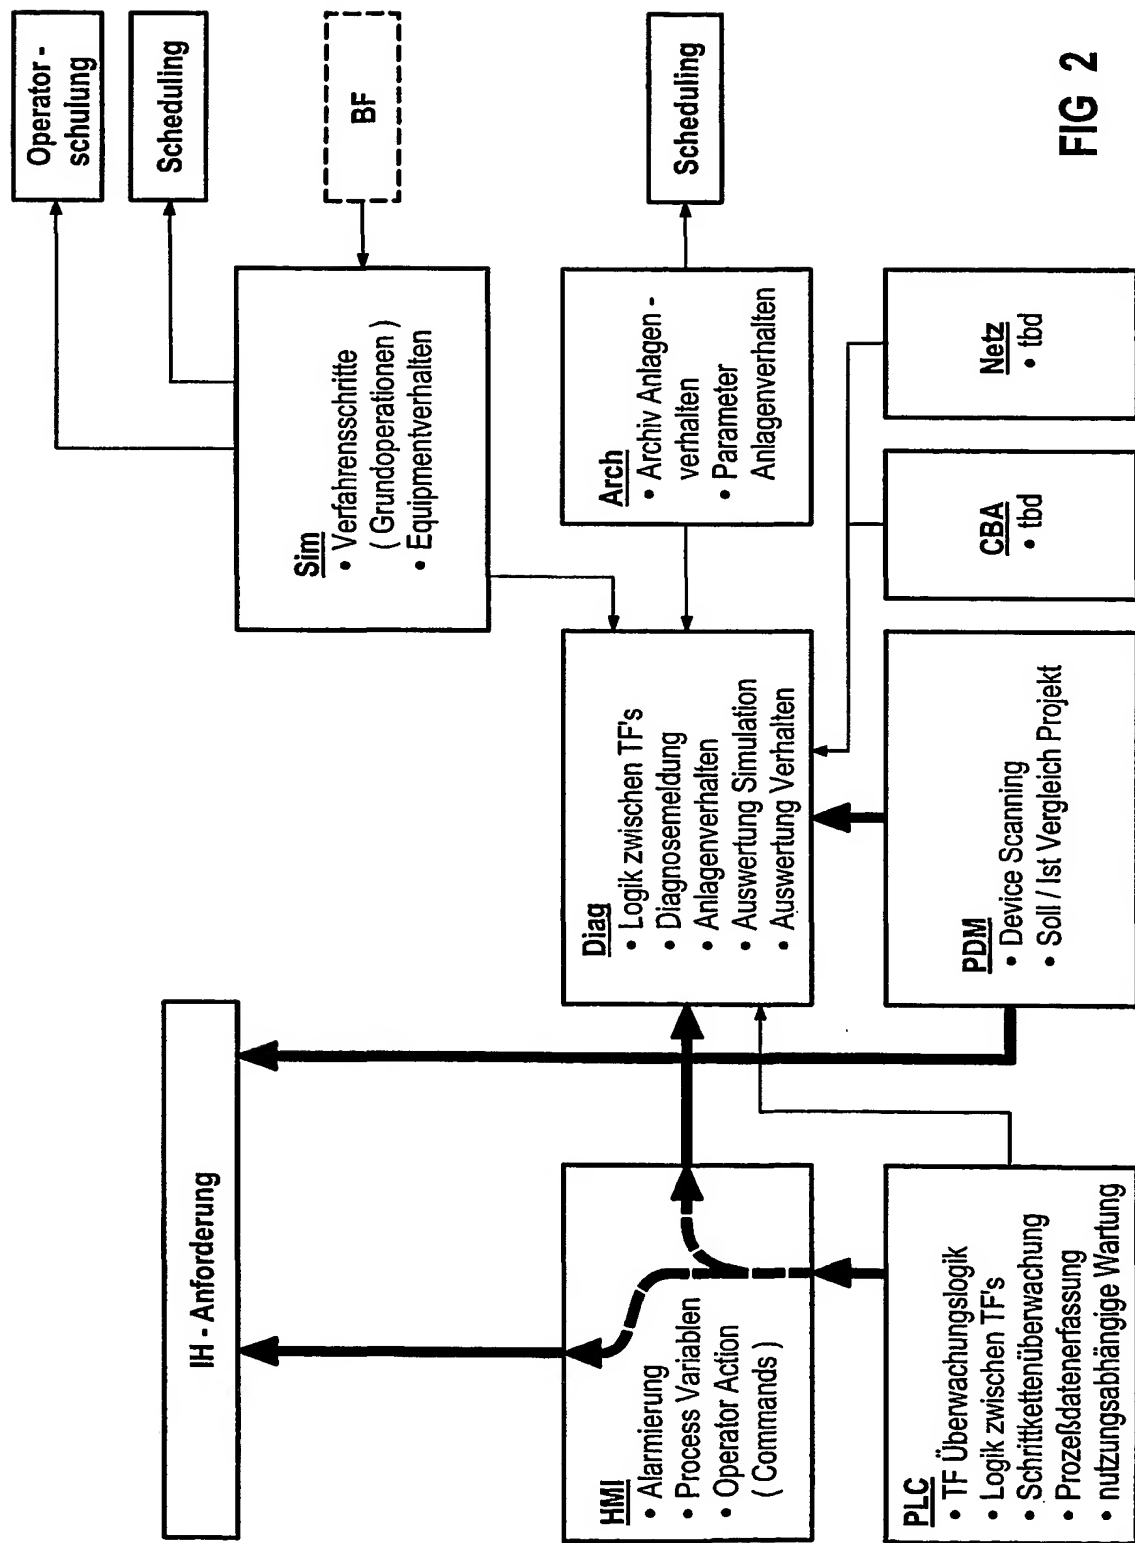 IH - Anforderung
Operator -
schulung
Scheduling
BF
Sim
• Verfahrensschritte
( Grundoperationen )
• Equipmentverhalten
HMI
• Alarmierung
• Process Variablen
• Operator Action
( Commands )
Diag
• Logik zwischen TF's
• Diagnosemeldung
• Anlagenverhalten
• Auswertung Simulation
• Auswertung Verhalten
Arch
• Archiv Anlagen -
verhalten
• Parameter
Anlagenverhalten
Scheduling
PLC
• TF Überwachungslogik
• Logik zwischen TF's
• Schrittkettenüberwachung
• Prozeßdatenerfassung
• nutzungsabhängige Wartung
PDM
• Device Scanning
• Soll / Ist Vergleich Projekt
CBA
• tbd
Netz
• tbd
FIG 2